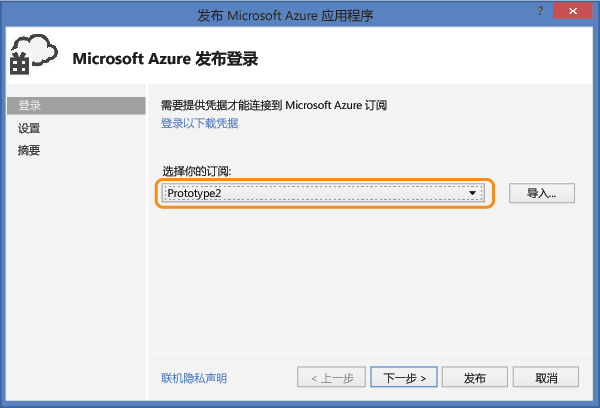 发布 Microsoft Azure 应用程序
? ×
Microsoft Azure 发布登录
登录
设置
摘要
需要提供凭据才能连接到 Microsoft Azure 订阅
登录以下载凭据
选择你的订阅:
Prototype2
导入...
联机隐私声明
< 上一步
下一步 >
发布
取消